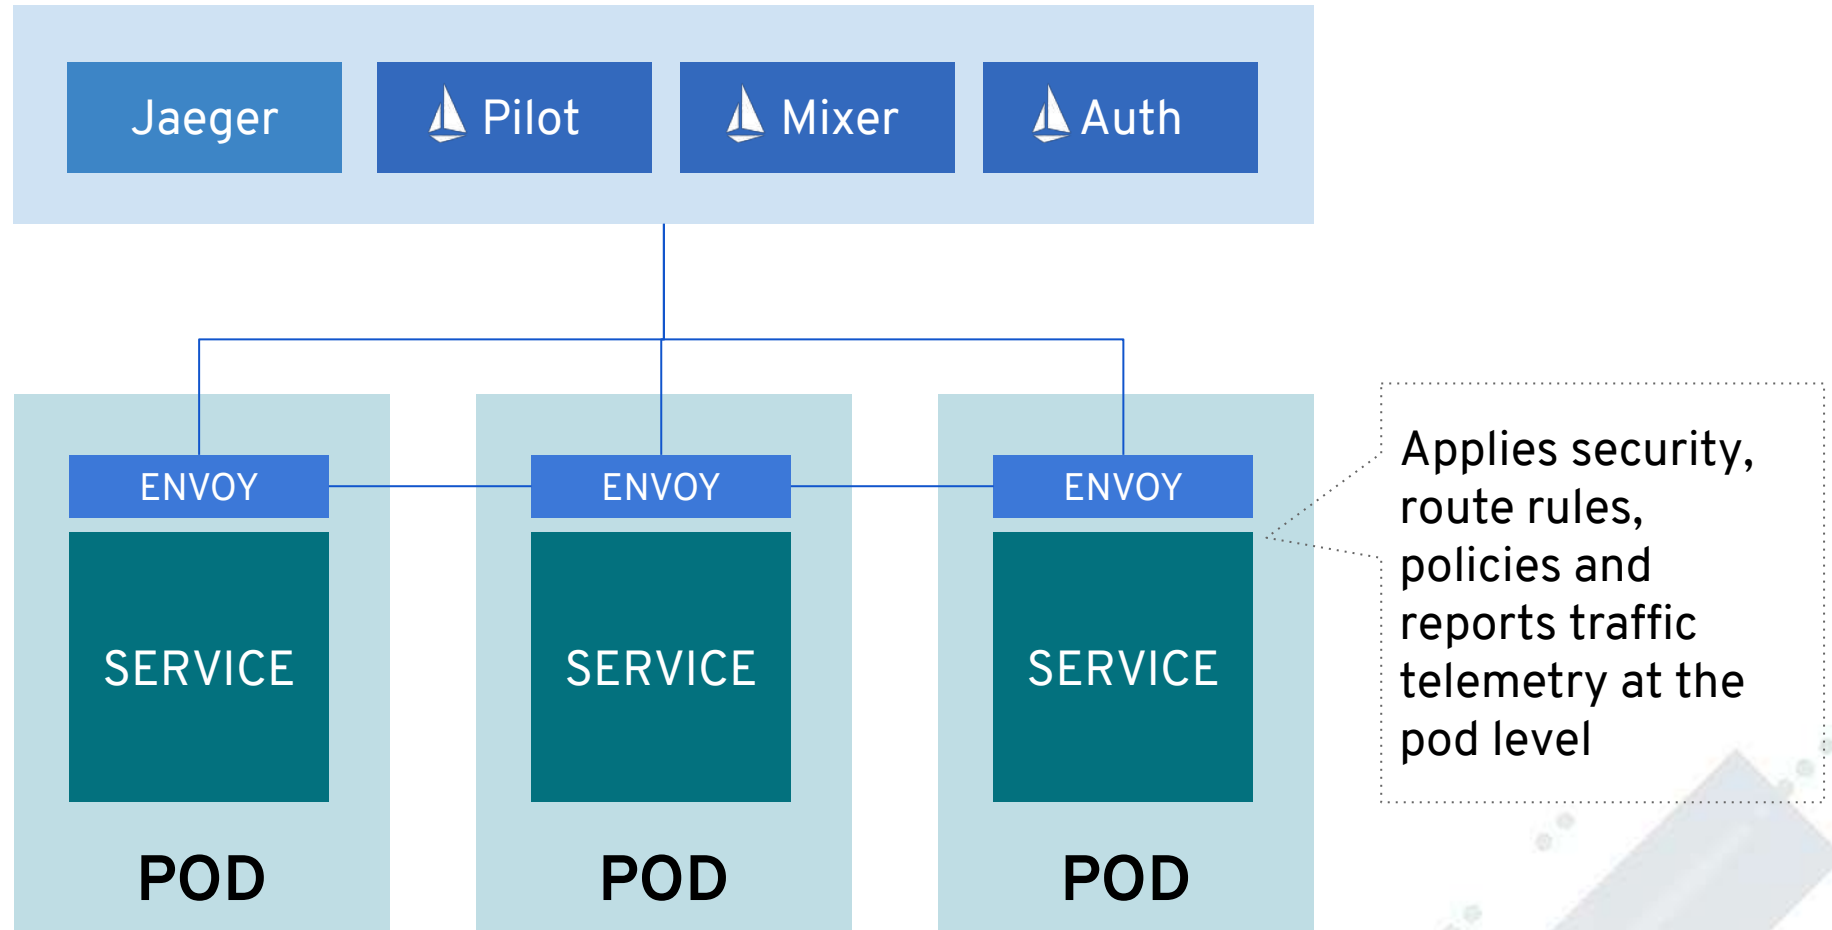 Jaeger
Pilot
Mixer
Auth
ENVOY
ENVOY
ENVOY
SERVICE
SERVICE
SERVICE
POD
POD
POD
Applies security,
route rules,
policies and
reports traffic
telemetry at the
pod level